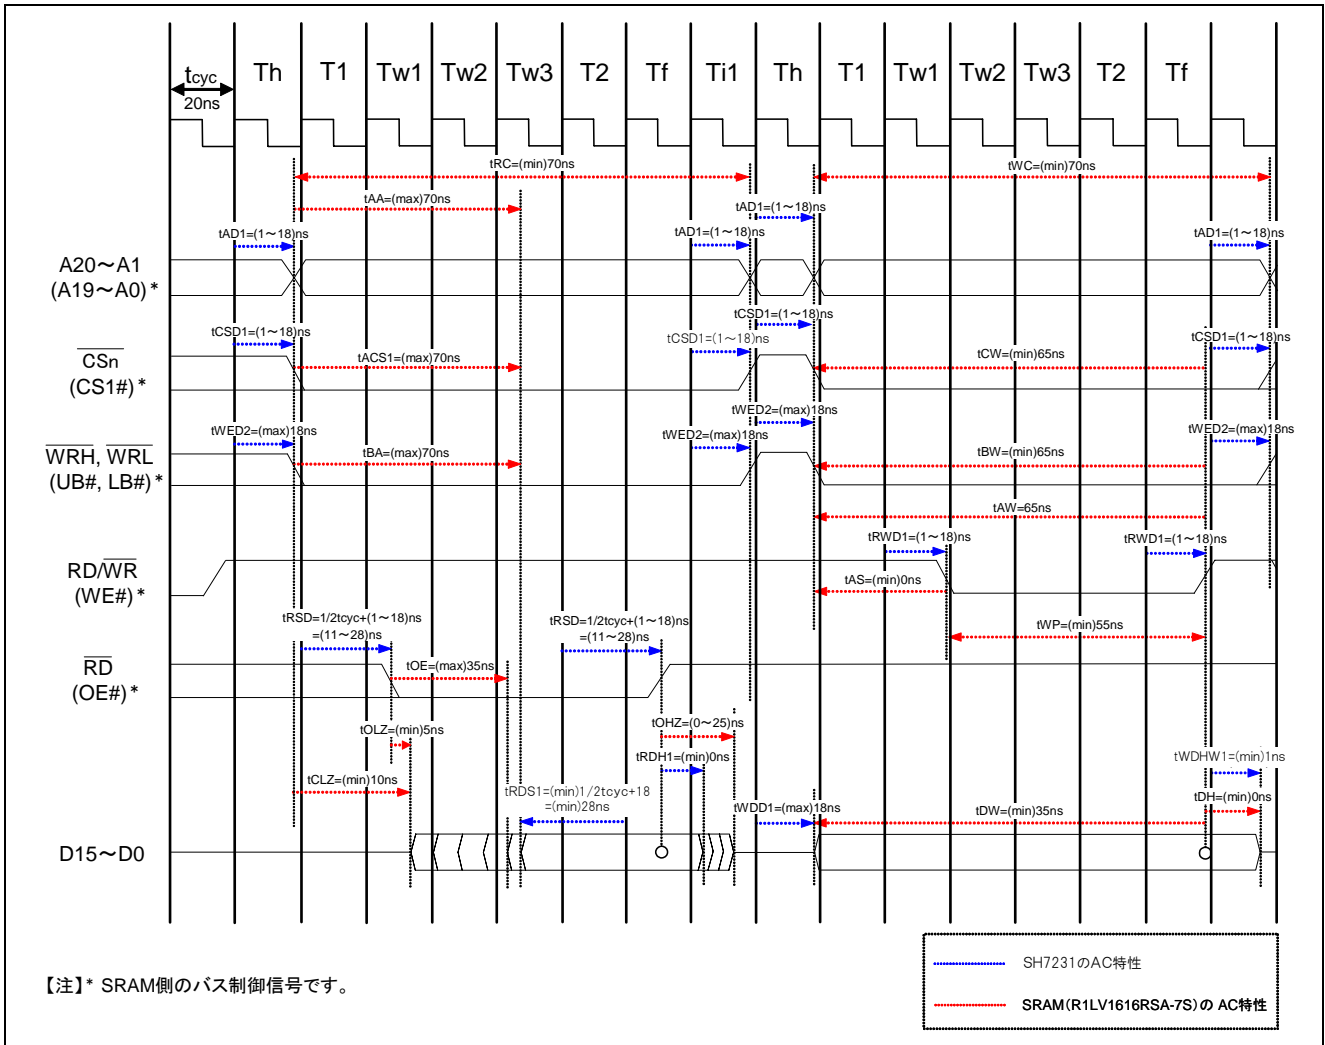 Th T1 Tw1 Tw2 Tw3 T2 Tf Ti1 Th T1 Tw1 Tw2 Tw3 T2 Tf
tcyc
20ns
tRC=(min)70ns
tWC=(min)70ns
tAA=(max)70ns
tAD1=(1～18)ns
tAD1=(1～18)ns
tAD1=(1～18)ns
tAD1=(1～18)ns
A20～A1
(A19～A0)*
tCSD1=(1～18)ns
tCSD1=(1～18)ns
tCSD1=(1～18)ns
tCSD1=(1～18)ns
CSn
(CS1#)*
tACS1=(max)70ns
tCW=(min)65ns
tWED2=(max)18ns
tWED2=(max)18ns
tWED2=(max)18ns
tWED2=(max)18ns
WRH, WRL
(UB#, LB#)*
tBA=(max)70ns
tBW=(min)65ns
tAW=65ns
tRWD1=(1～18)ns
tRWD1=(1～18)ns
RD/WR
(WE#)*
tAS=(min)0ns
tRSD=1/2tcyc+(1～18)ns
=(11～28)ns
tRSD=1/2tcyc+(1～18)ns
=(11～28)ns
tWP=(min)55ns
RD
(OE#)*
tOE=(max)35ns
tOLZ=(min)5ns
tOHZ=(0～25)ns
tRDH1=(min)0ns
tWDHW1=(min)1ns
tCLZ=(min)10ns
tRDS1=(min)1/2tcyc+18
=(min)28ns
tWDD1=(max)18ns
tDW=(min)35ns
tDH=(min)0ns
D15～D0
SH7231のAC特性
SRAM(R1LV1616RSA-7S)の AC特性
【注】* SRAM側のバス制御信号です。